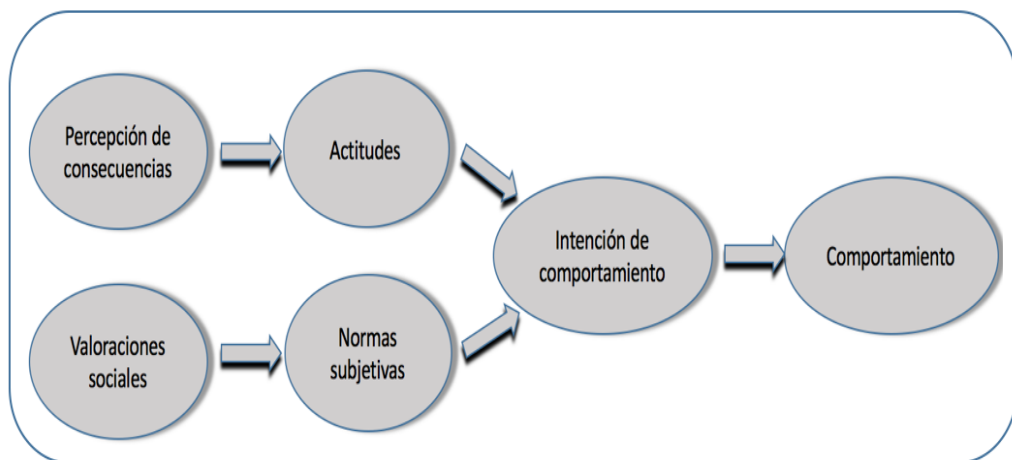 Percepción de
consecuencias
Actitudes
Valoraciones
sociales
Normas
subjetivas
Intención de
comportamiento
Comportamiento